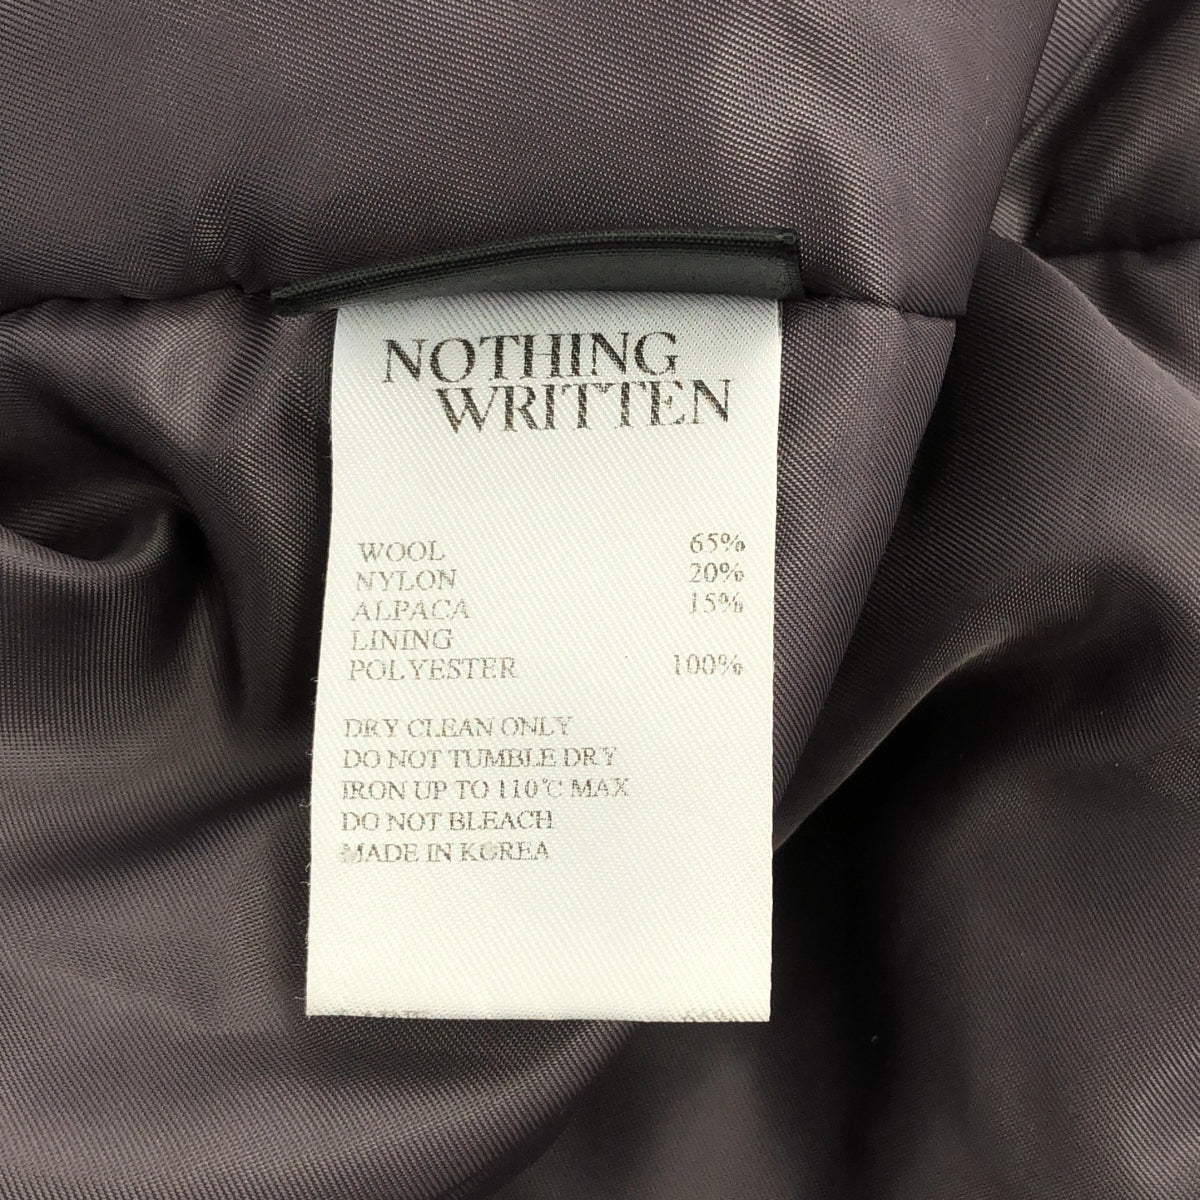 NOTHING
WRITTEN
WOOL 65%
NYLON 20%
ALPACA 15%
LINING
POLYESTER 100%
DRY CLEAN ONLY
DO NOT TUMBLE DRY
IRON UP TO 110°C MAX
DO NOT BLEACH
MADE IN KOREA